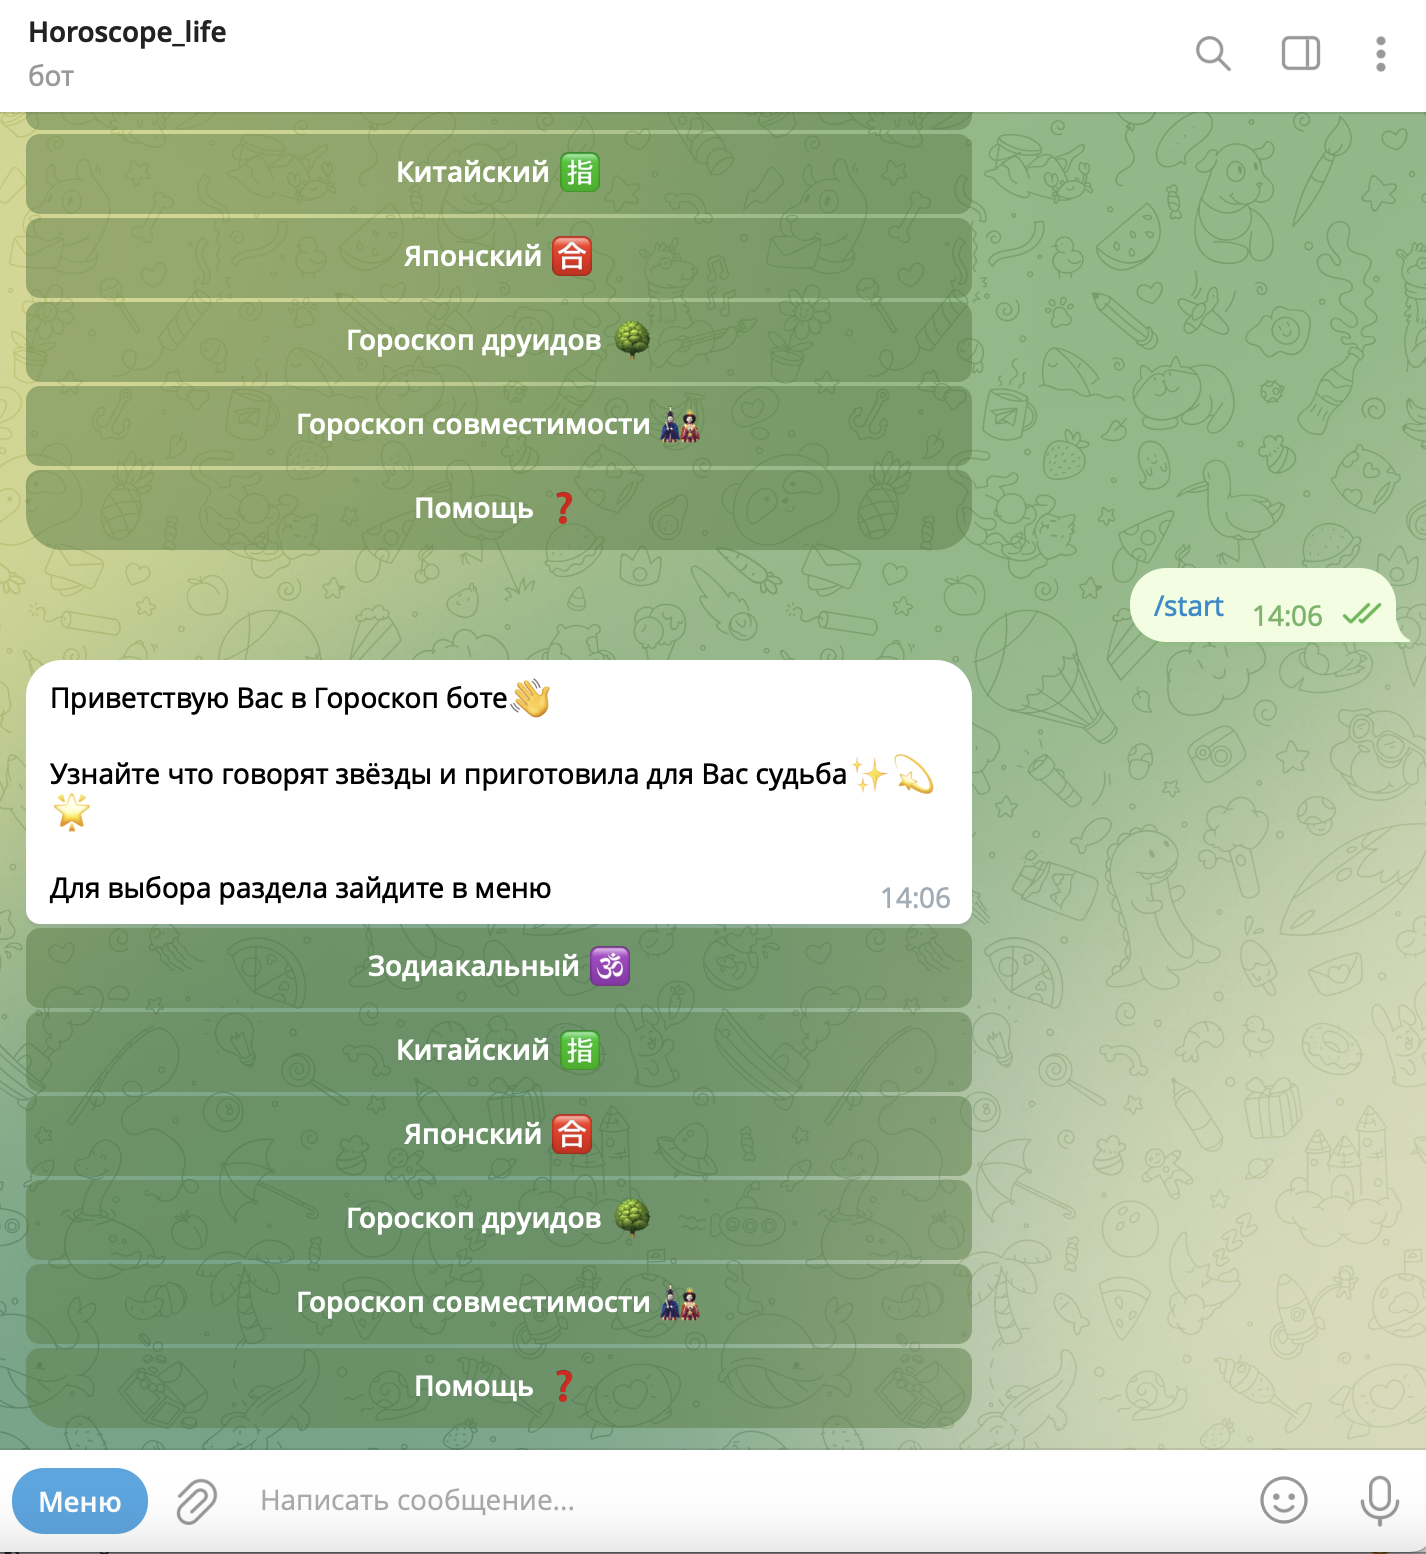 Horoscope_life
бот
Китайский 🈯
Японский 🈴
Гороскоп друидов 🌳
Гороскоп совместимости 🎎
Помощь ❓
/start 14:06
Приветствую Вас в Гороскоп боте👋
Узнайте что говорят звёзды и приготовила для Вас судьба✨💫
🌟
Для выбора раздела зайдите в меню
14:06
Зодиакальный 🕉
Китайский 🈯
Японский 🈴
Гороскоп друидов 🌳
Гороскоп совместимости 🎎
Помощь ❓
Меню
Написать сообщение...